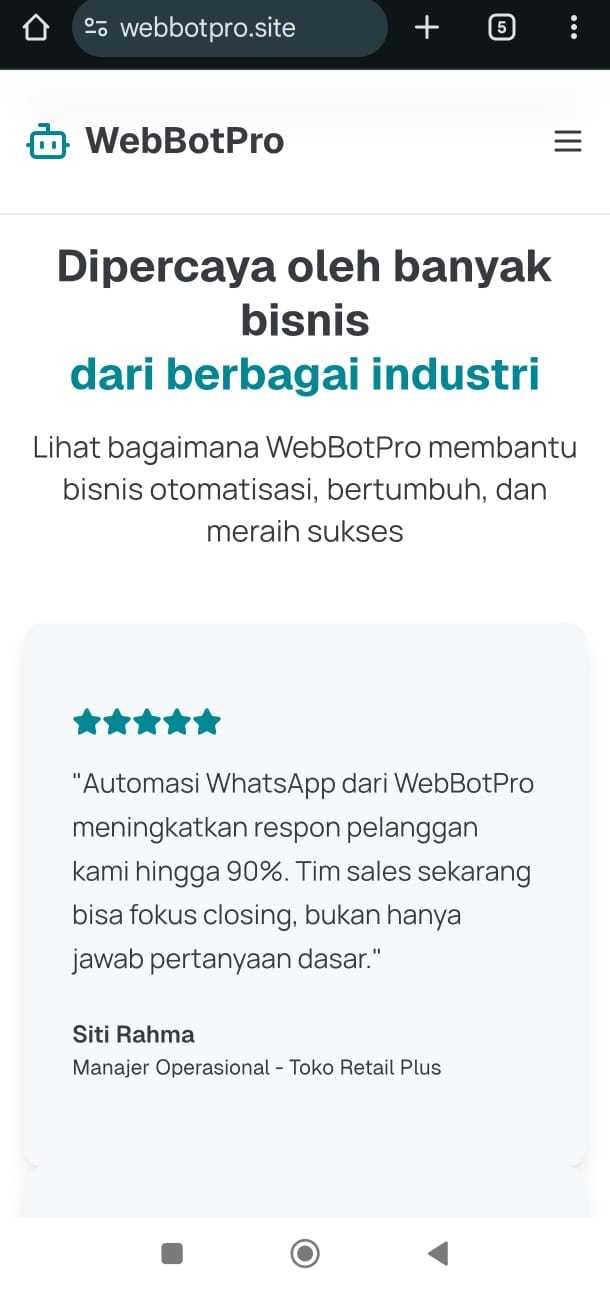 webbotpro.site
5
WebBotPro
Dipercaya oleh banyak
bisnis
dari berbagai industri
Lihat bagaimana WebBotPro membantu
bisnis otomatisasi, bertumbuh, dan
meraih sukses
"Automasi WhatsApp dari WebBotPro
meningkatkan respon pelanggan
kami hingga 90%. Tim sales sekarang
bisa fokus closing, bukan hanya
jawab pertanyaan dasar."
Siti Rahma
Manajer Operasional - Toko Retail Plus